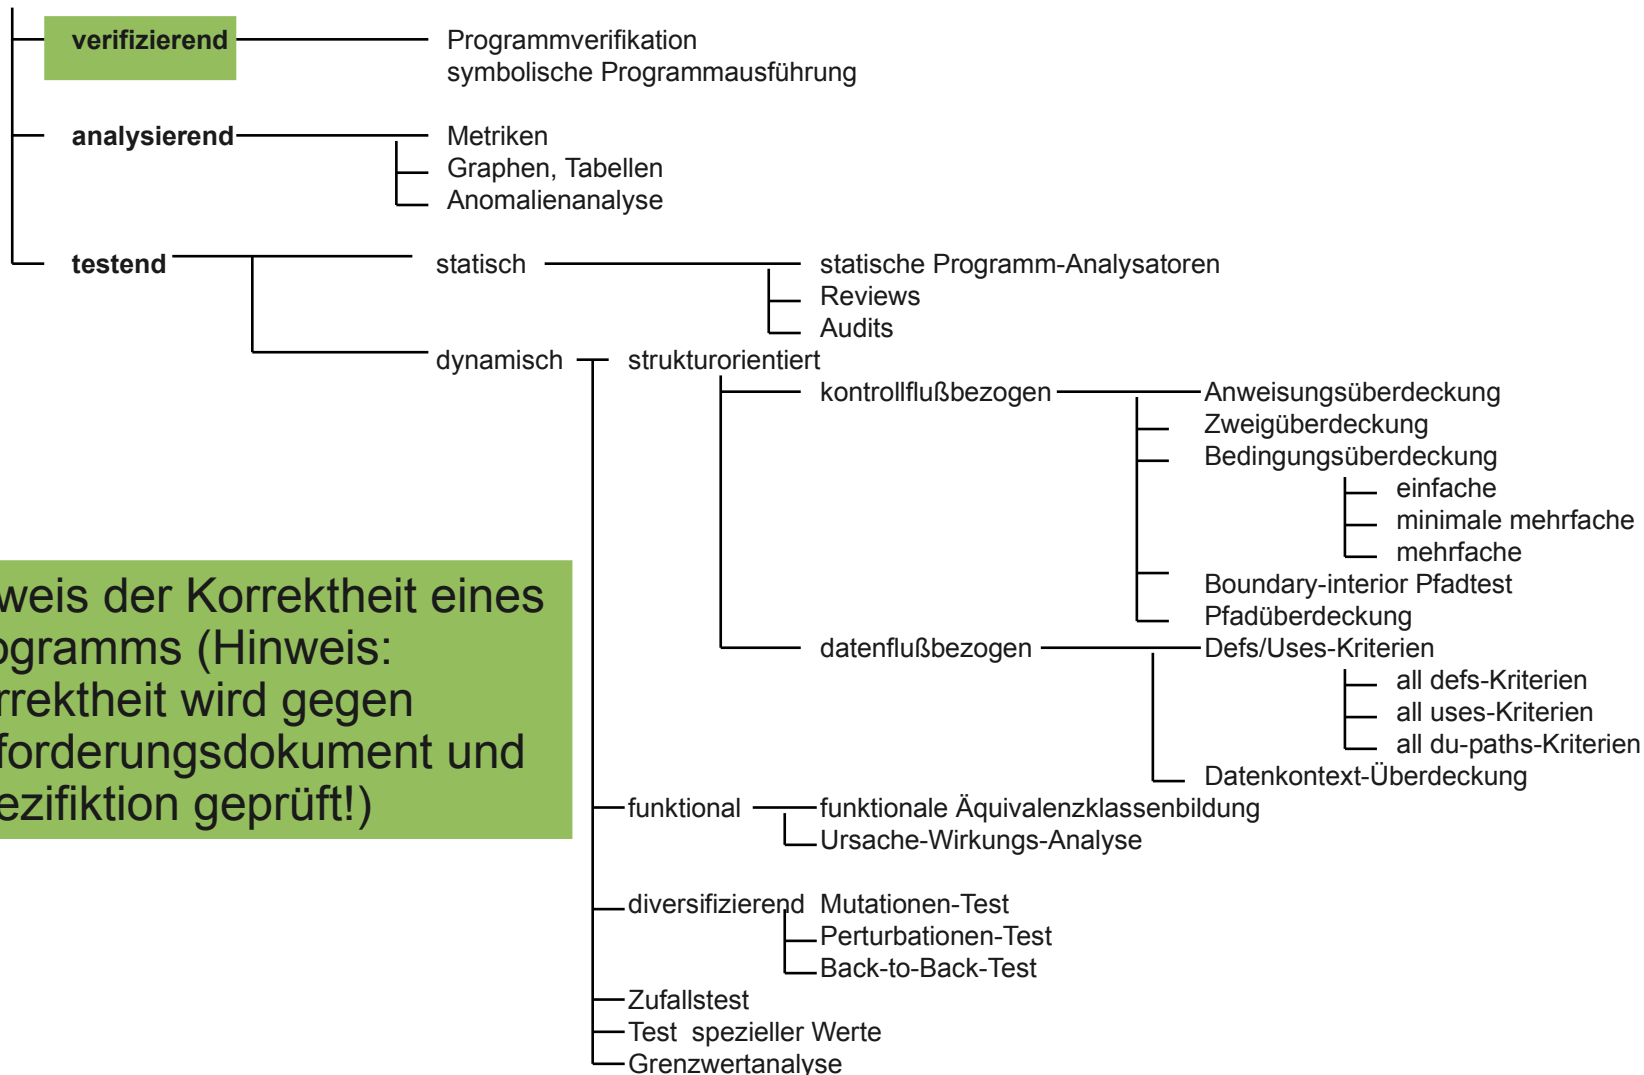 verifizierend Programmverifikation
symbolische Programmausführung
analysierend Metriken
Graphen, Tabellen
Anomalienanalyse
testend statisch statische Programm-Analysatoren
Reviews
Audits
dynamisch strukturorientiert
kontrollflußbezogen Anweisungsüberdeckung
Zweigüberdeckung
Bedingungsüberdeckung
einfache
minimale mehrfache
mehrfache
Boundary-interior Pfadtest
Pfadüberdeckung
datenflußbezogen Defs/Uses-Kriterien
all defs-Kriterien
all uses-Kriterien
all du-paths-Kriterien
Datenkontext-Überdeckung
weis der Korrektheit eines
ogramms (Hinweis:
rrektheit wird gegen
forderungsdokument und
ezifiktion geprüft!)
funktional funktionale Äquivalenzklassenbildung
Ursache-Wirkungs-Analyse
diversifizierend Mutationen-Test
Perturbationen-Test
Back-to-Back-Test
Zufallstest
Test spezieller Werte
Grenzwertanalyse